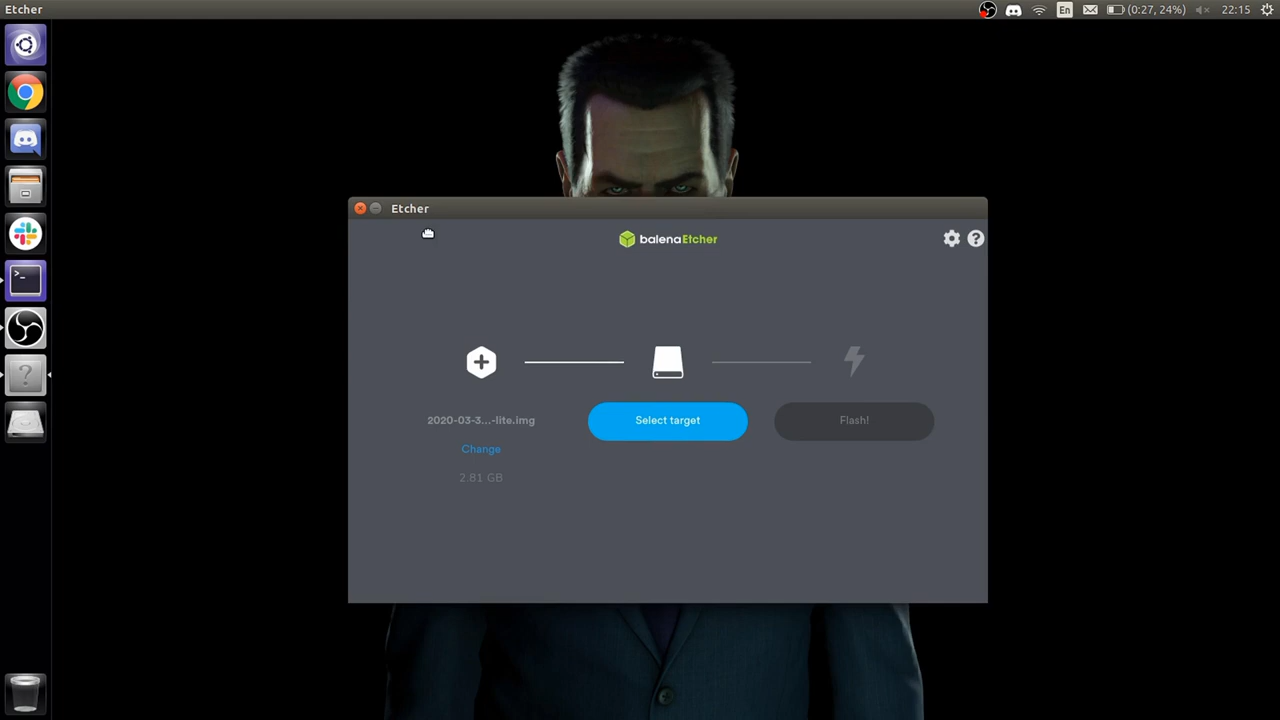 Etcher
En
(0:27, 24%)
22:15
Etcher
balenaEtcher
2020-03-3...-lite.img
Select target
Flash!
Change
2.81 GB